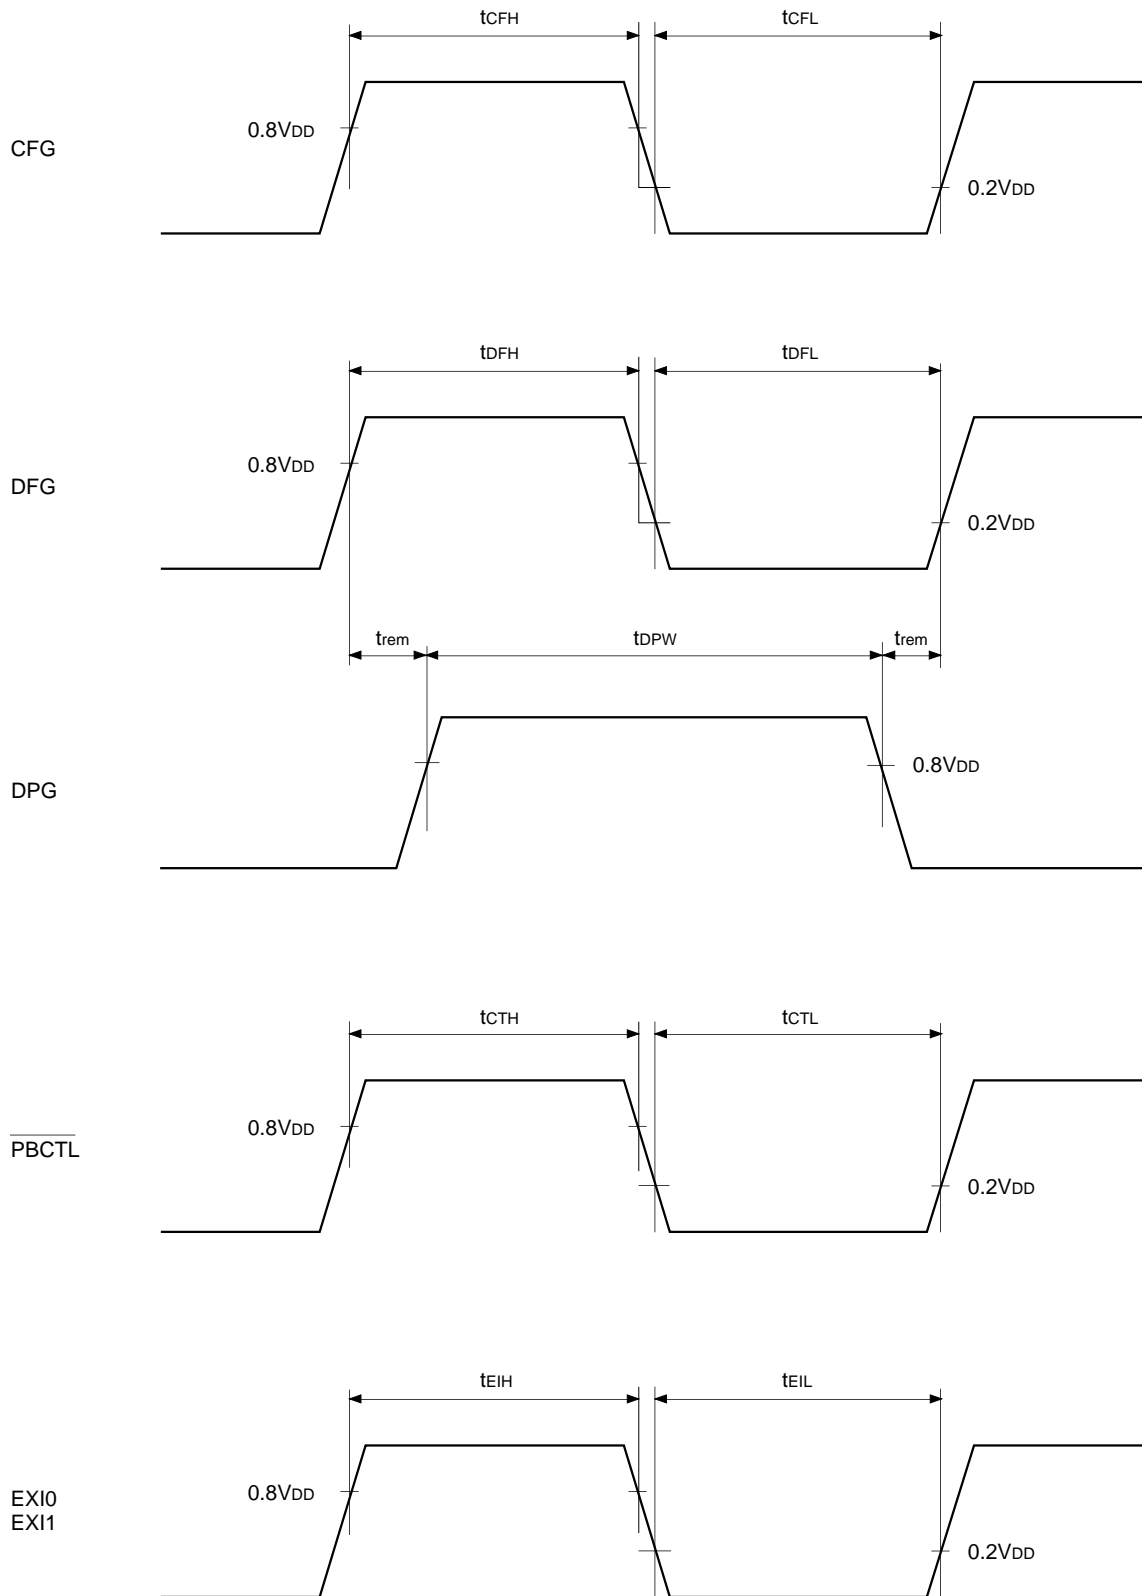 tCFH
tCFL
0.8VDD
CFG
0.2VDD
tDFH
tDFL
0.8VDD
DFG
0.2VDD
trem
tDPW
trem
0.8VDD
DPG
tCTH
tCTL
0.8VDD
PBCTL
0.2VDD
tEIH
tEIL
0.8VDD
EXI0
EXI1
0.2VDD